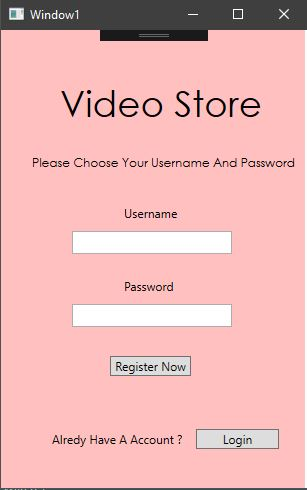 Window1
Video Store
Please Choose Your Username And Password
Username
Password
Register Now
Alredy Have A Account ? Login